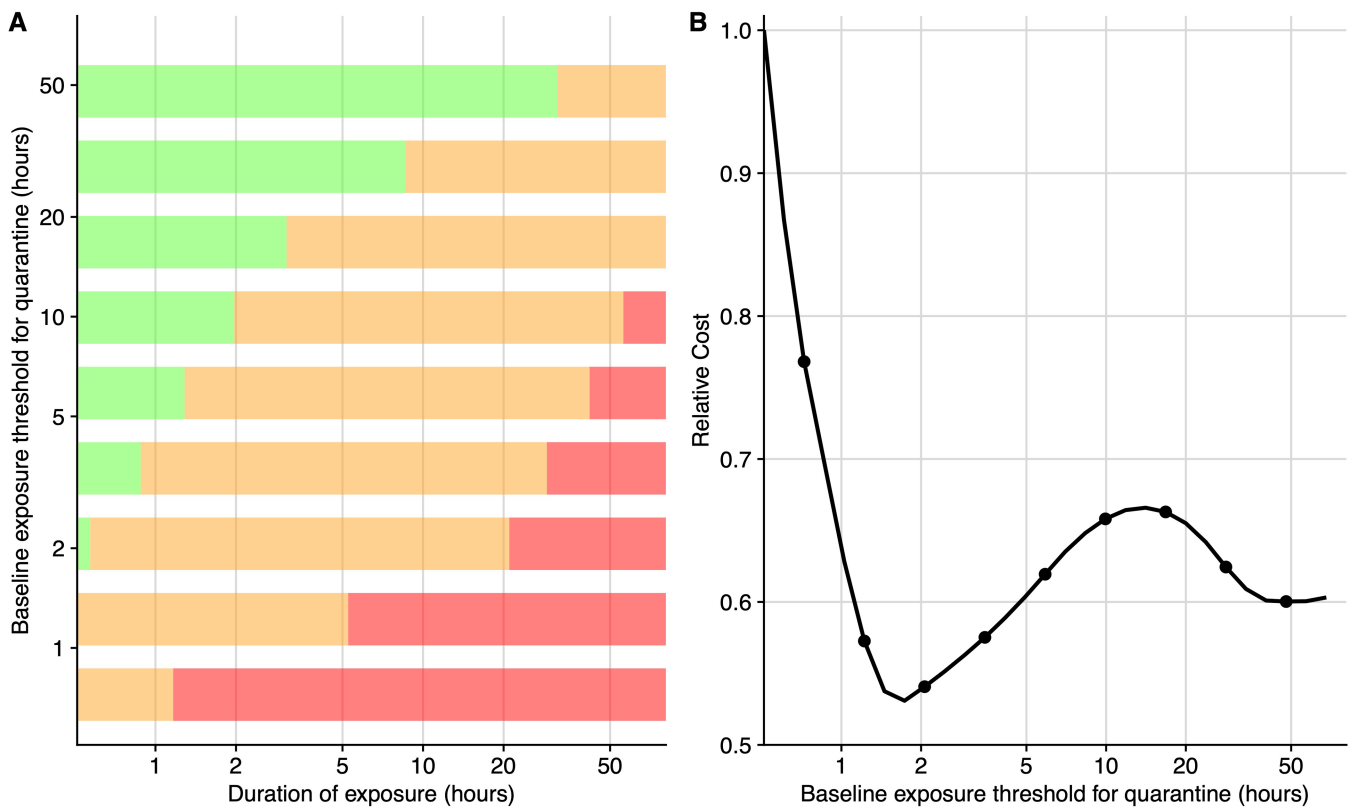 A
Baseline exposure threshold for quarantine (hours)
50
20
10
5
2
1
1 2 5 10 20 50
Duration of exposure (hours)
B
Relative Cost
1.0
0.9
0.8
0.7
0.6
0.5
1 2 5 10 20 50
Baseline exposure threshold for quarantine (hours)